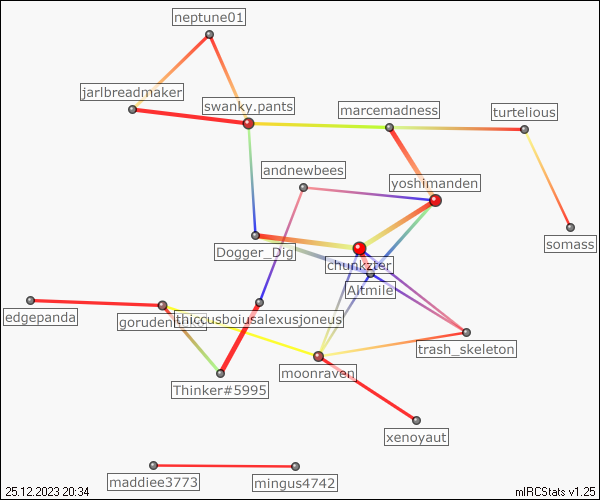 neptune01
jarlbreadmaker
swanky.pants
marcemadness
turtelious
andnewbees
yoshimanden
Dogger_Dig
somass
chunkzter
Altmile
edgepanda
thiccusboiusalexusjoneus
trash_skeleton
moonraven
Thinker#5995
xenoyaut
maddiee3773
mingus4742
25.12.2023 20:34
mIRCStats v1.25